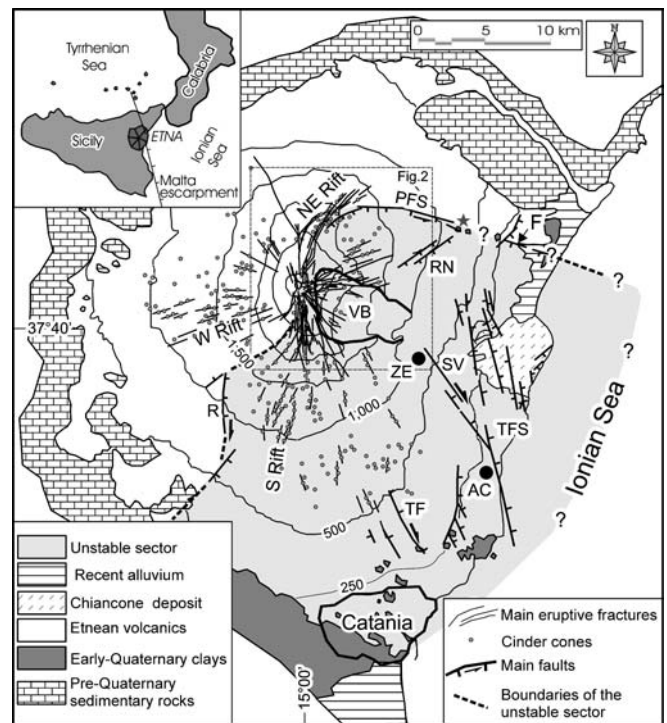 Tyrrhenian
Sea
Calabria
Sicily
ETNA
Ionian
Sea
Malta
escarpment
0 5 10 km
N
Fig.2
NE Rift
PFS
?
F
?
?
RN
VB
37°40'
W Rift
1,500
ZE
SV
?
R
1,000
TFS
Ionian Sea
S Rift
AC
?
TF
500
250
Catania
15°00'
Unstable sector
Recent alluvium
Chiancone deposit
Etnean volcanics
Early-Quaternary clays
Pre-Quaternary
sedimentary rocks
Main eruptive fractures
Cinder cones
Main faults
Boundaries of the
unstable sector